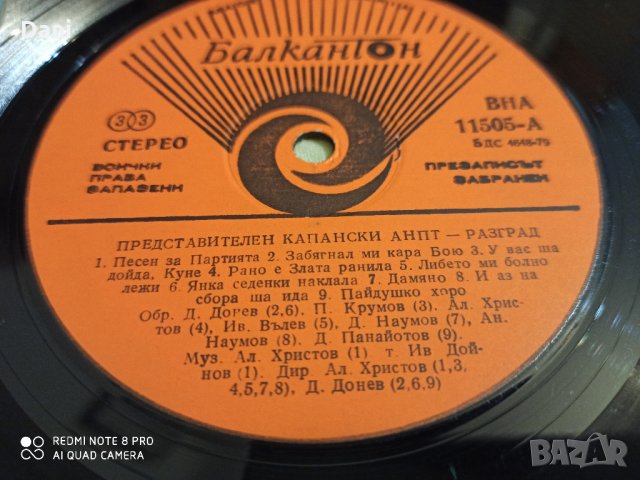 Dani
БалканТон
33
СТЕРЕО
ВСИЧКИ
ПРАВА
ЗАПАЗЕНИ
ВНА
11505-А
БДС 4618-79
ПРЕЗАПИСЪТ
ЗАБРАНЕН
ПРЕДСТАВИТЕЛЕН КАПАНСКИ АНПТ — РАЗГРАД
1. Песен за Партията 2. Забягнал ми кара Бою 3. У вас ша
дойда, Куне 4. Рано е Злата ранила 5. Либето ми болно
лежи 6. Янка седенки наклала 7. Дамяно 8. И аз на
сбора ша ида 9. Пайдушко хоро
Обр. Д. Донев (2,6), П. Крумов (3), Ал. Хрис-
тов (4), Ив. Вълев (5), Д. Наумов (7), Ан.
Наумов (8), Д. Панайотов (9).
Муз. Ал. Христов (1) т. Ив Дой-
нов (1). Дир Ал. Христов (1,3,
4,5,7,8), Д. Донев (2,6,9)
REDMI NOTE 8 PRO
AI QUAD CAMERA
BAZAR